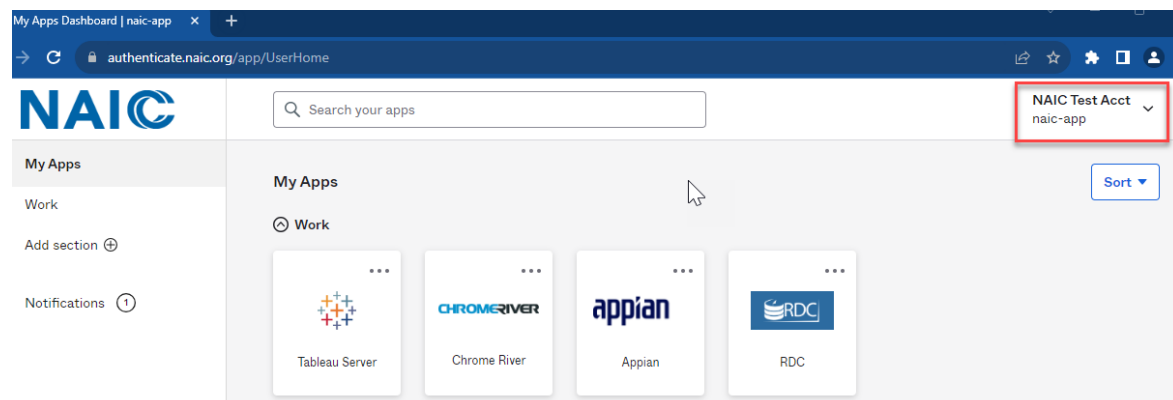 My Apps Dashboard | naic-app
authenticate.naic.org/app/UserHome
NAIC
Search your apps
NAIC Test Acct
naic-app
My Apps
Work
Add section
Notifications 1
My Apps
Sort
Work
CHROMERIVER
appian
RDC
Tableau Server
Chrome River
Appian
RDC